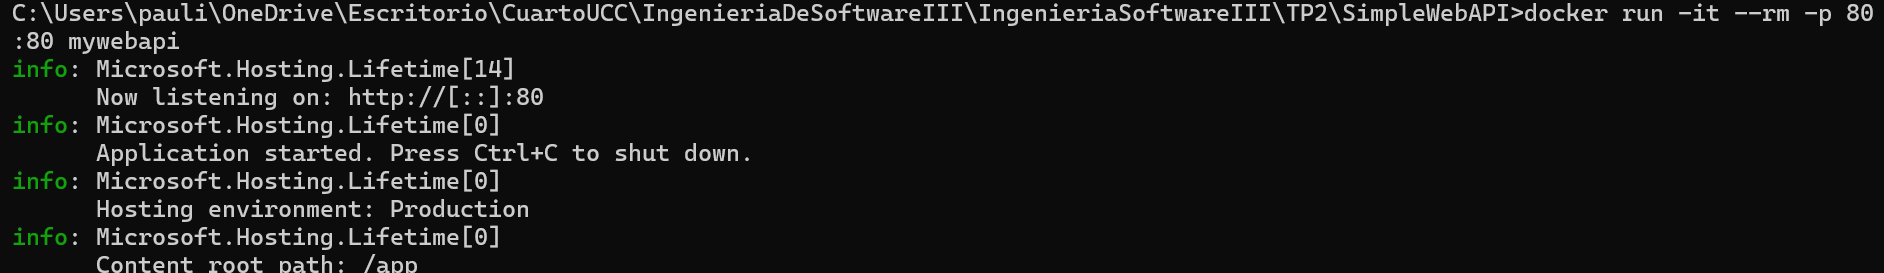 C:\Users\pauli\OneDrive\Escritorio\CuartoUCC\IngenieriaDeSoftwareIII\IngenieriaSoftwareIII\TP2\SimpleWebAPI>docker run -it --rm -p 80
:80 mywebapi
info: Microsoft.Hosting.Lifetime[14]
      Now listening on: http://[::]:80
info: Microsoft.Hosting.Lifetime[0]
      Application started. Press Ctrl+C to shut down.
info: Microsoft.Hosting.Lifetime[0]
      Hosting environment: Production
info: Microsoft.Hosting.Lifetime[0]
      Content root path: /app